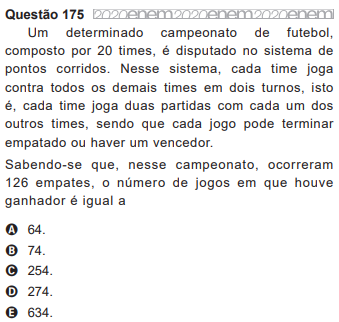 Questão 175 2020enem2020enem2020enem
Um determinado campeonato de futebol,
composto por 20 times, é disputado no sistema de
pontos corridos. Nesse sistema, cada time joga
contra todos os demais times em dois turnos, isto
é, cada time joga duas partidas com cada um dos
outros times, sendo que cada jogo pode terminar
empatado ou haver um vencedor.
Sabendo-se que, nesse campeonato, ocorreram
126 empates, o número de jogos em que houve
ganhador é igual a
A 64.
B 74.
C 254.
D 274.
E 634.